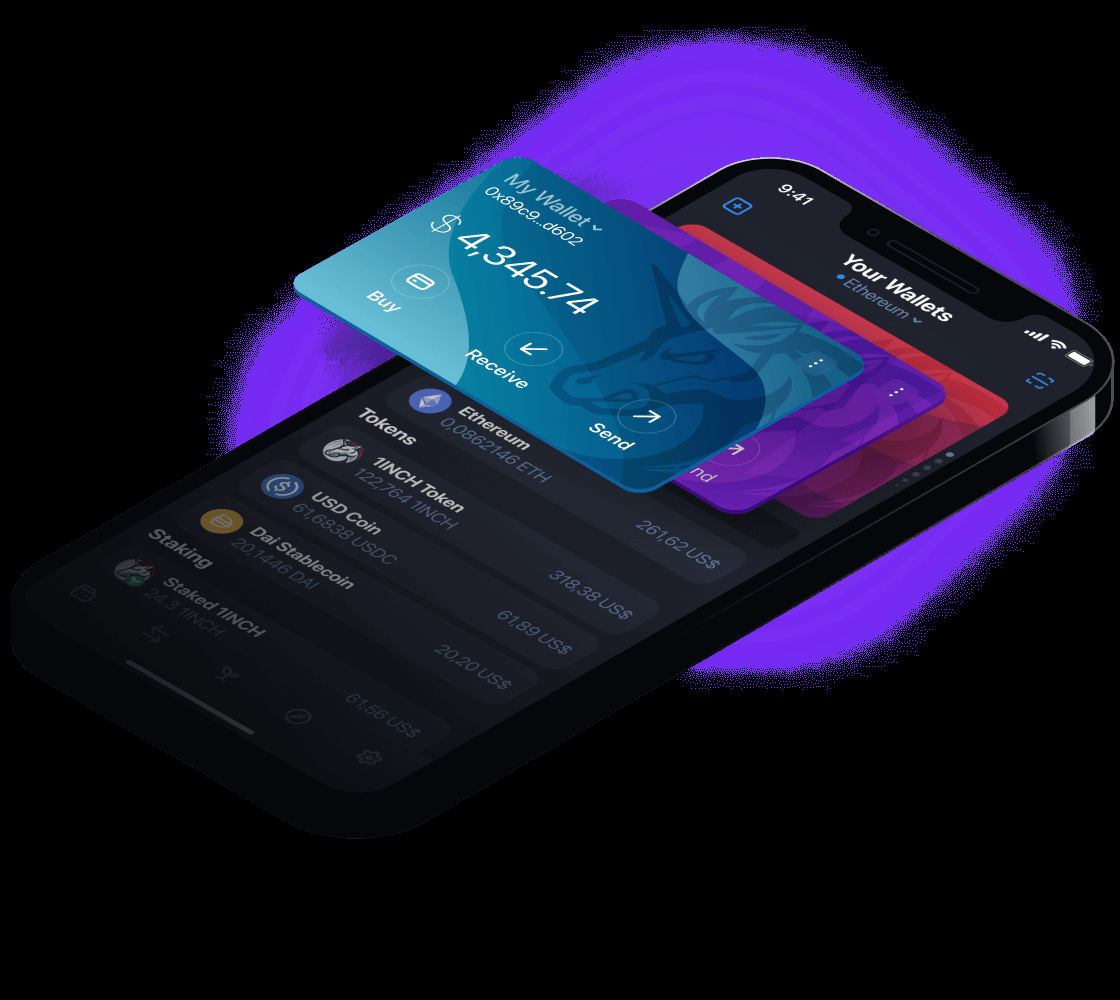 9:41
Your Wallets
Ethereum
My Wallet
0x89c9...d602
$ 4,345.74
Buy
Receive
Send
nd
Ethereum
0,0862146 ETH
261.62 US$
Tokens
1INCH Token
122,764 1INCH
318,38 US$
USD Coin
61,6838 USDC
61,89 US$
Dai Stablecoin
20,1446 DAI
20,20 US$
Staking
Staked 1INCH
24,3 1INCH
61,56 US$